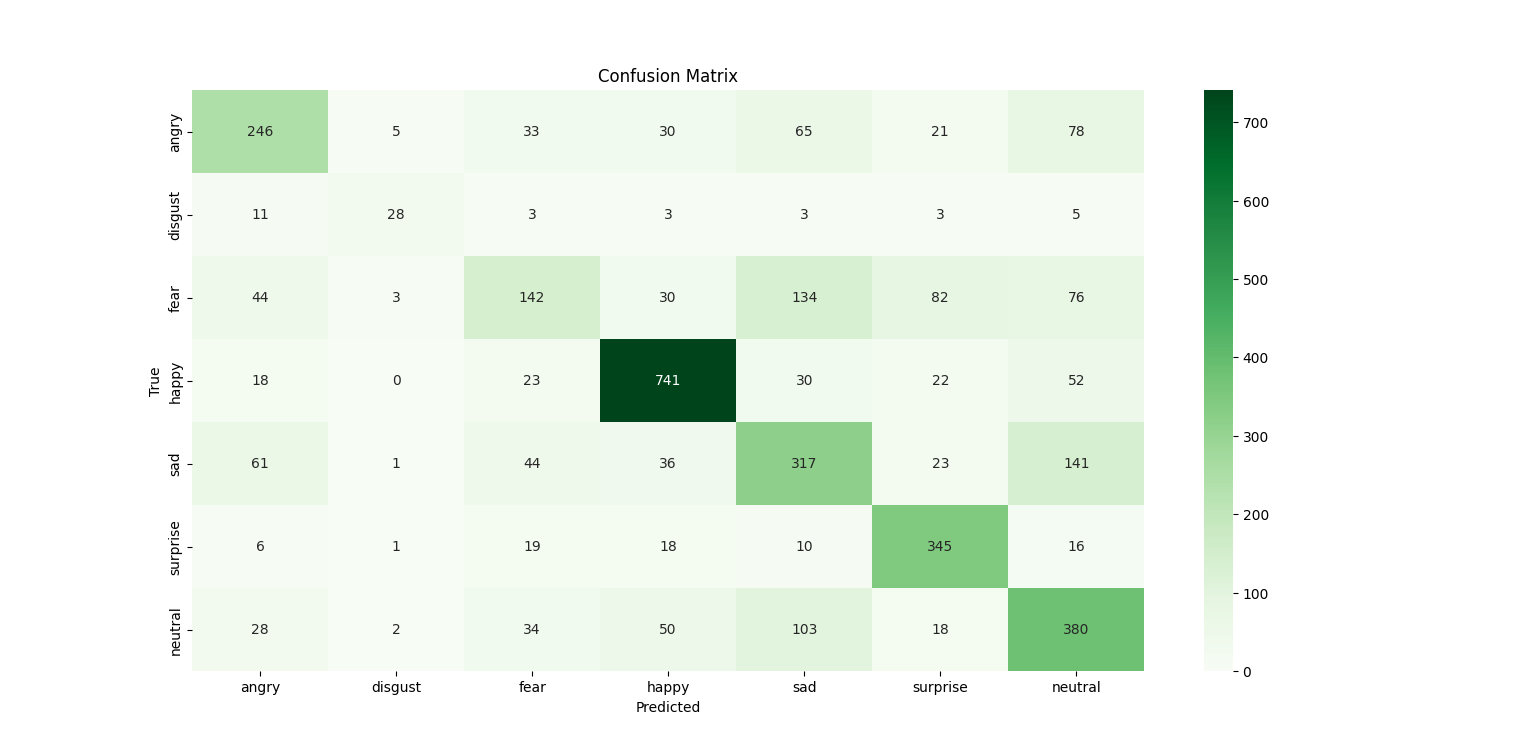 Confusion Matrix
angry 246 5 33 30 65 21 78
disgust 11 28 3 3 3 3 5
fear 44 3 142 30 134 82 76
happy 18 0 23 741 30 22 52
sad 61 1 44 36 317 23 141
surprise 6 1 19 18 10 345 16
neutral 28 2 34 50 103 18 380
True
angry disgust fear happy sad surprise neutral
Predicted
700
600
500
400
300
200
100
0